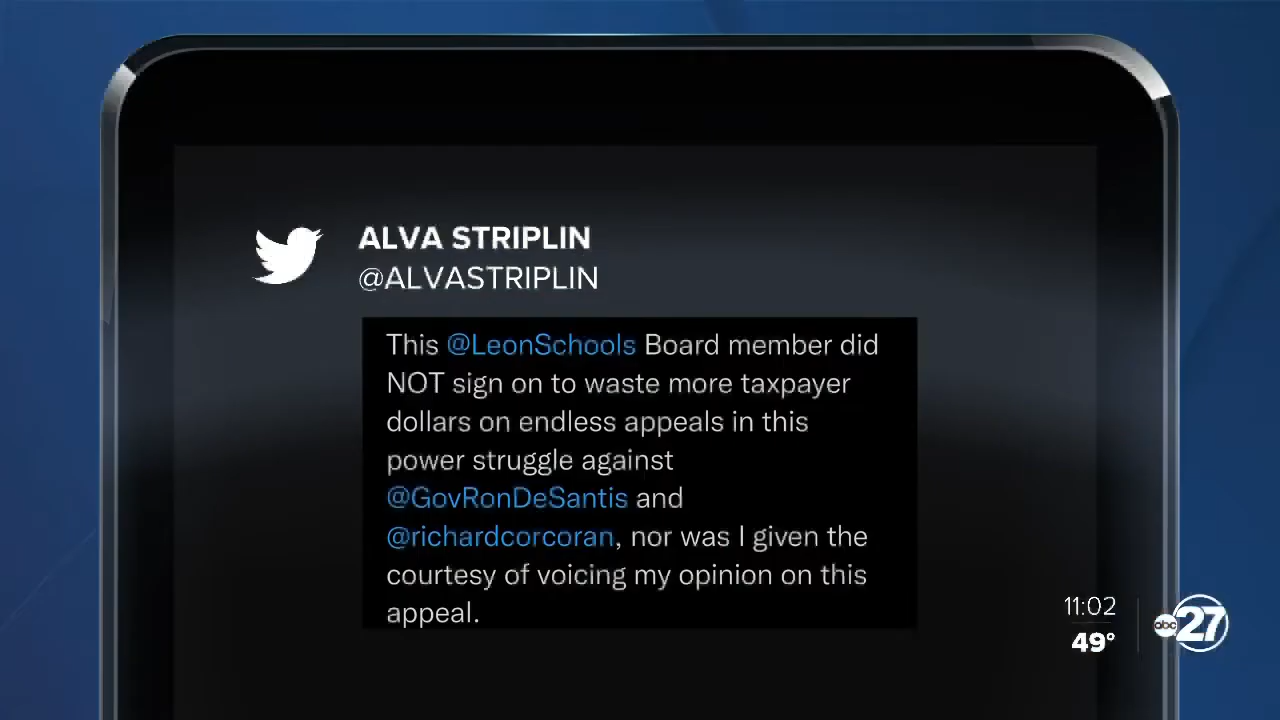 ALVA STRIPLIN
@ALVASTRIPLIN
This @LeonSchools Board member did
NOT sign on to waste more taxpayer
dollars on endless appeals in this
power struggle against
@GovRonDeSantis and
@richardcorcoran, nor was I given the
courtesy of voicing my opinion on this
appeal.
11:02
49°
abc 27